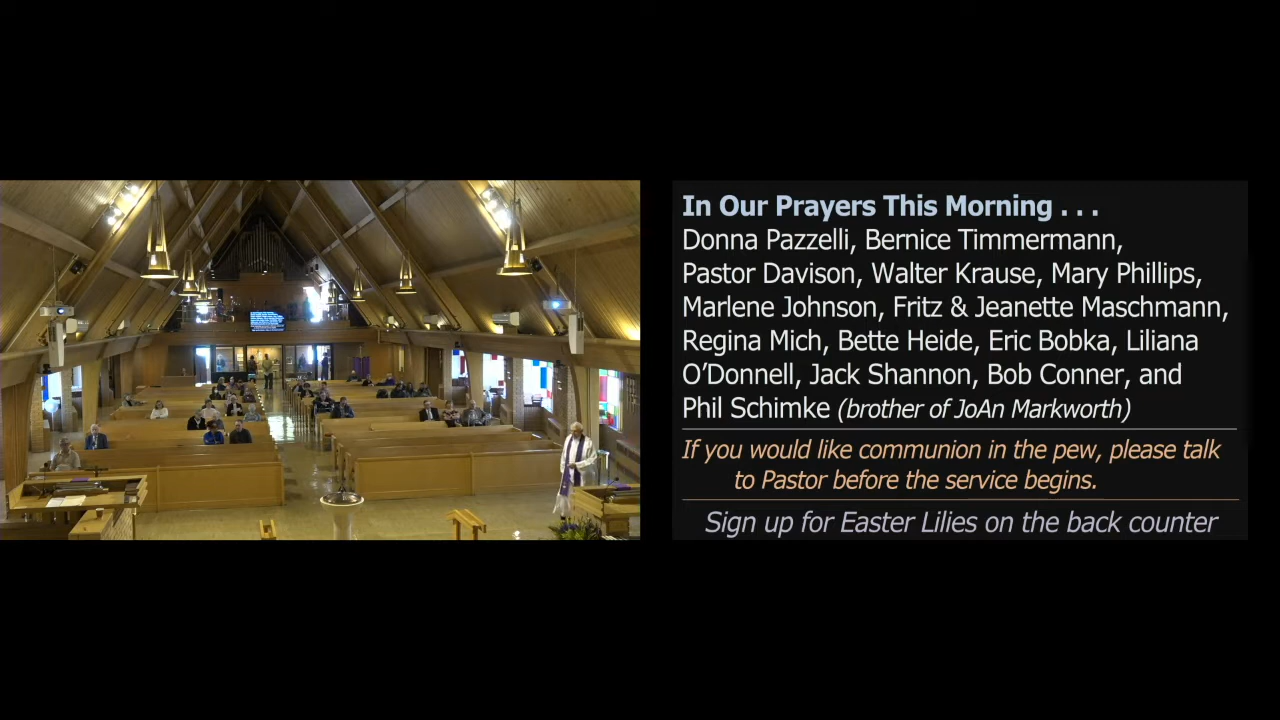 In Our Prayers This Morning . . .
Donna Pazzelli, Bernice Timmermann,
Pastor Davison, Walter Krause, Mary Phillips,
Marlene Johnson, Fritz & Jeanette Maschmann,
Regina Mich, Bette Heide, Eric Bobka, Liliana
O’Donnell, Jack Shannon, Bob Conner, and
Phil Schimke (brother of JoAn Markworth)
If you would like communion in the pew, please talk
to Pastor before the service begins.
Sign up for Easter Lilies on the back counter